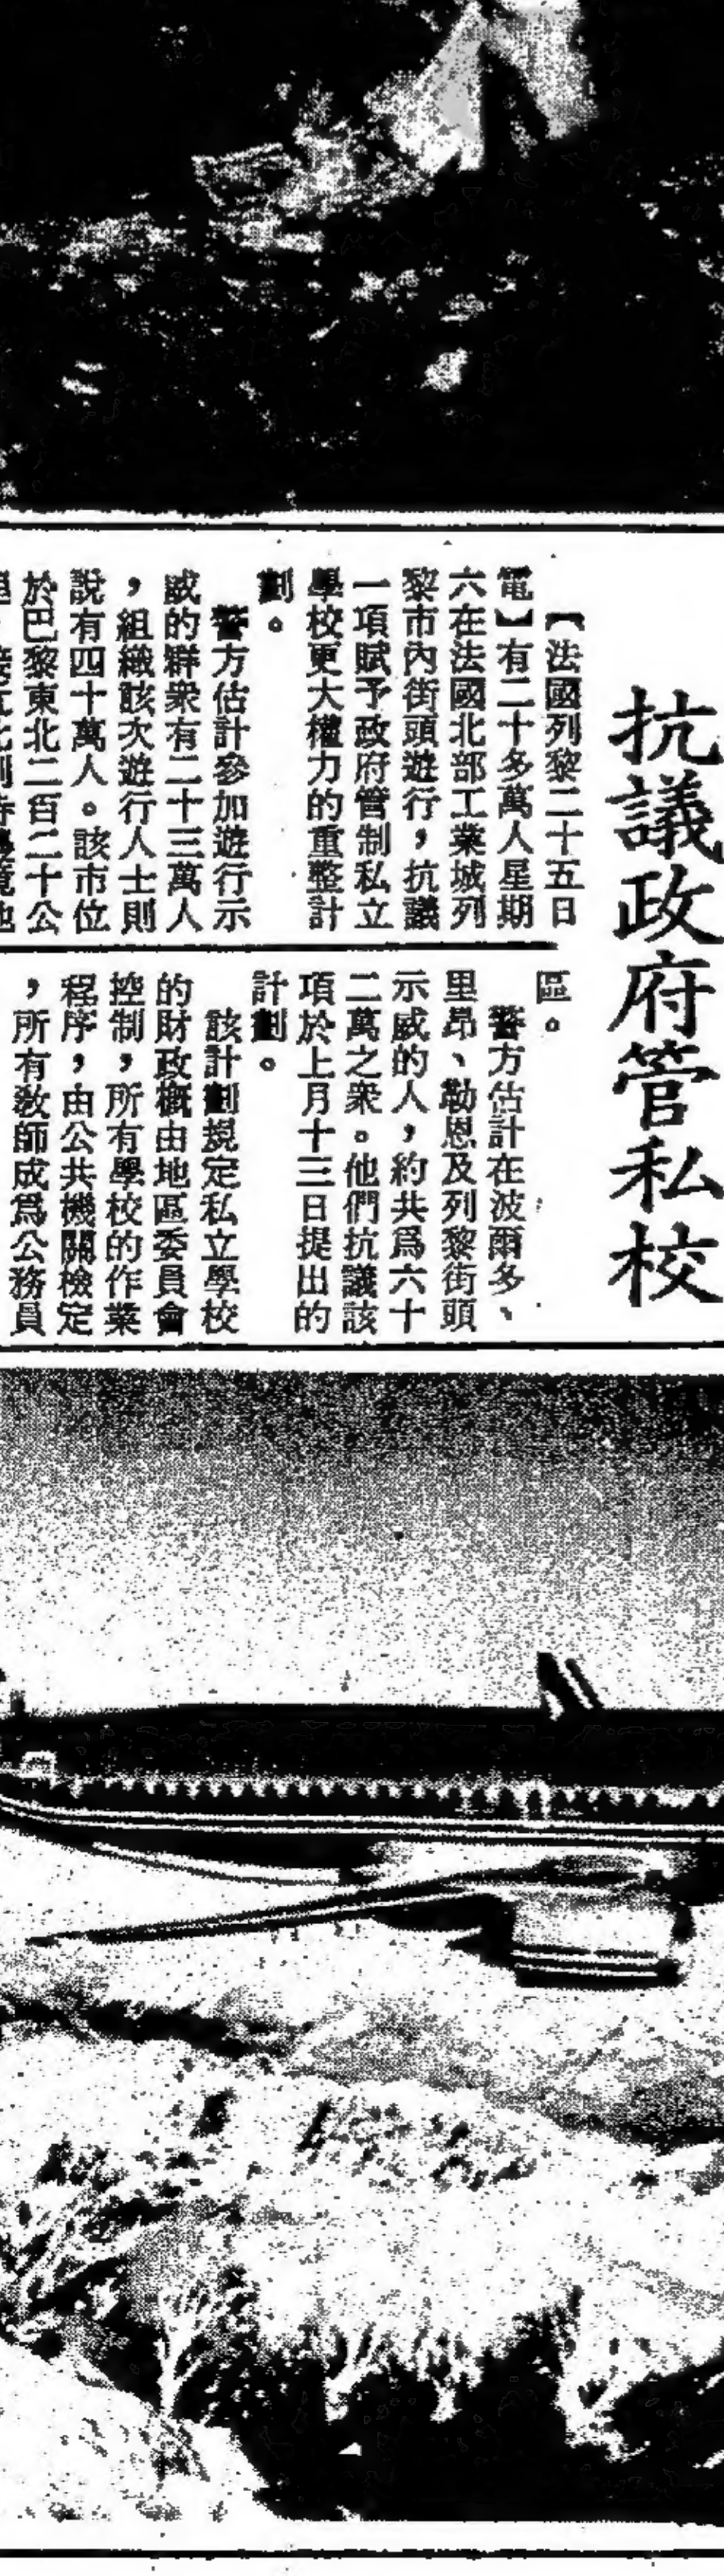 抗議政府管私校
【法國列黎二十五日
電】有二十多萬人星期
六在法國北部工業城列
黎市內街頭遊行，抗議
一項賦予政府管制私立
學校更大權力的重整計
劃。
警方估計參加遊行示
威的群衆有二十三萬人
，組織該次遊行人士則
說有四十萬人。該市位
於巴黎東北二百二十公
區。
警方估計在波爾多、
里昂、勒恩及列黎街頭
示威的人，約共爲六十
二萬之衆。他們抗議該
項於上月十三日提出的
計劃。
該計劃規定私立學校
的財政概由地區委員會
控制，所有學校的作業
程序，由公共機關檢定
，所有敎師成爲公務員